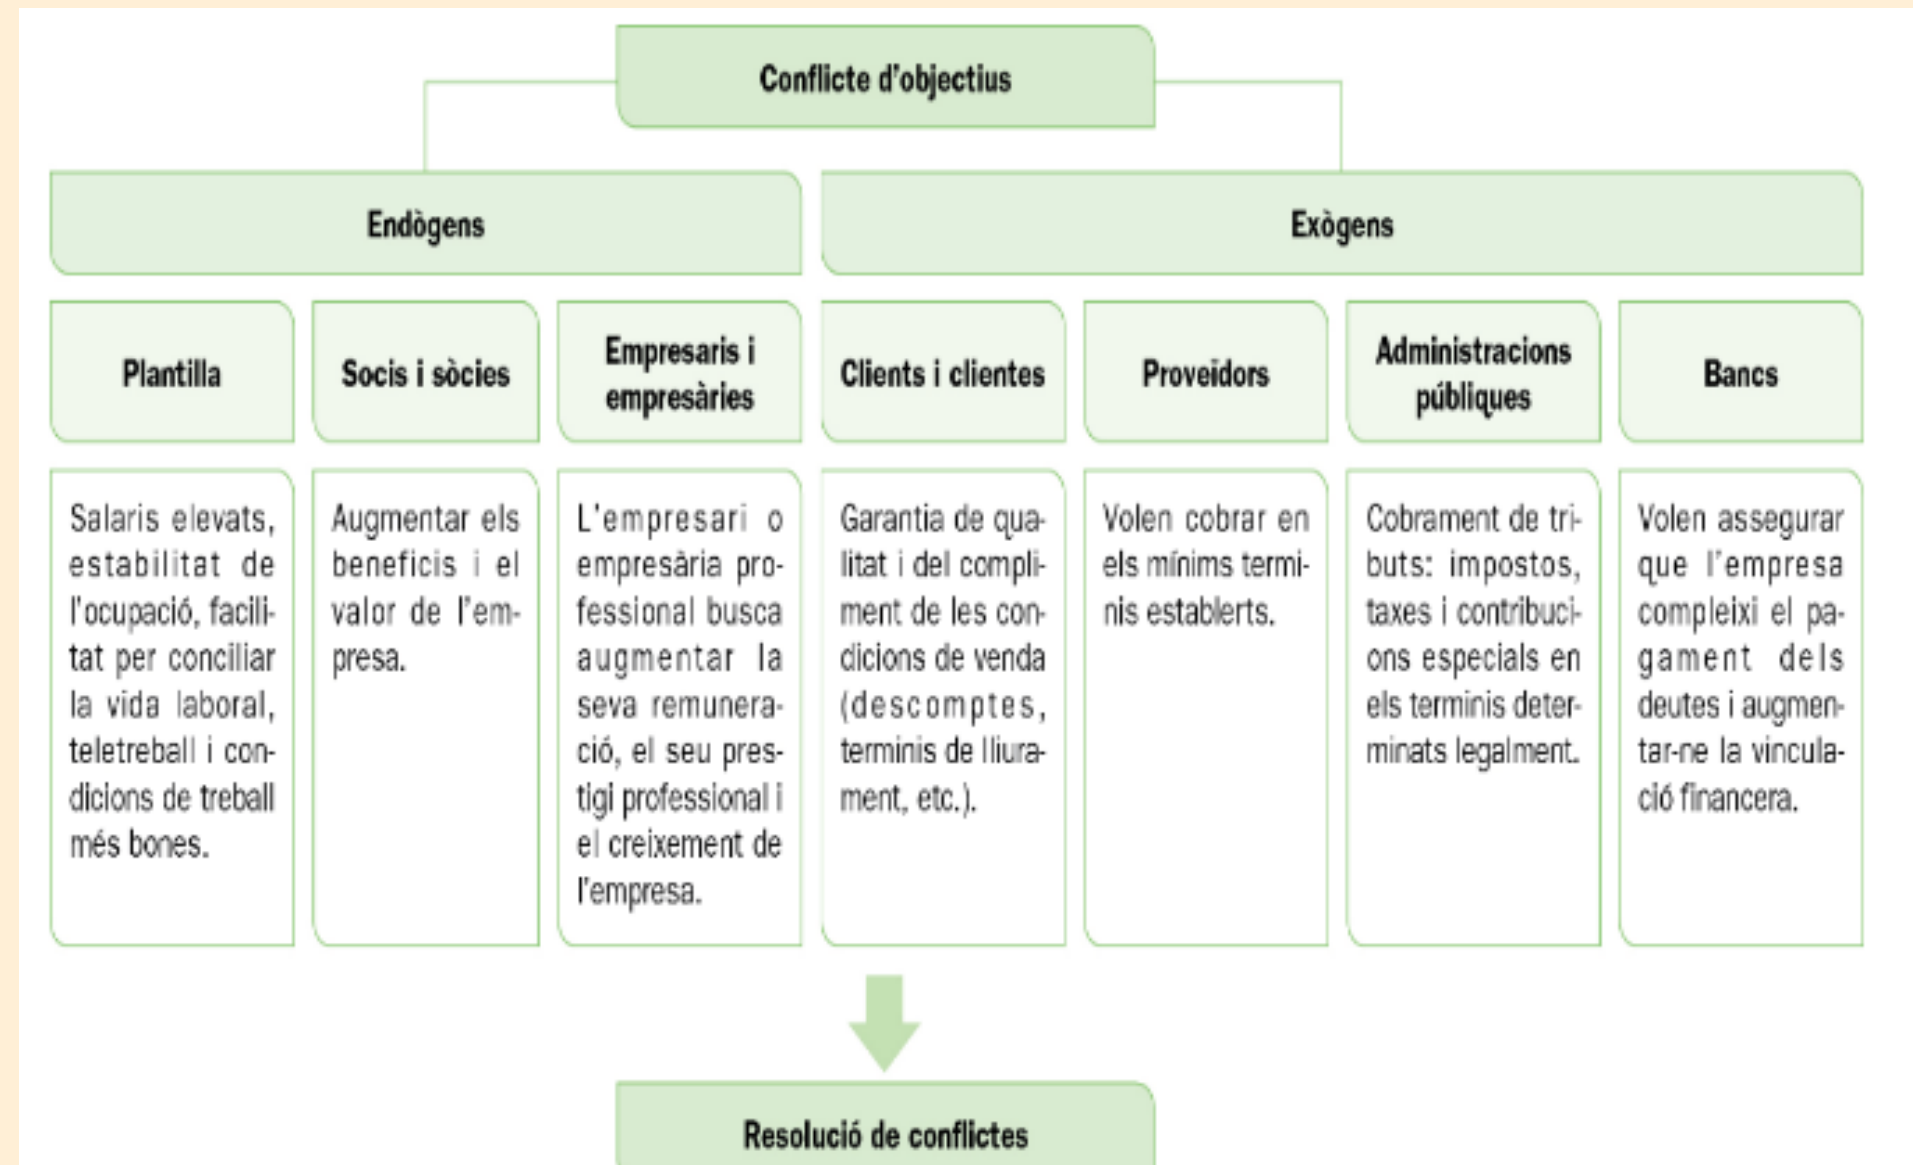 Conflicte d'objectius
Endògens
Exògens
Plantilla
Socis i sòcies
Empresaris i
empresàries
Clients i clientes
Proveïdors
Administracions
públiques
Bancs
Salaris elevats,
estabilitat de
l'ocupació, facili-
tat per conciliar
la vida laboral,
teletreball i con-
dicions de treball
més bones.
Augmentar els
beneficis i el
valor de l'em-
presa.
L'empresari o
empresària pro-
fessional busca
augmentar la
seva remunera-
ció, el seu pres-
tigi professional i
el creixement de
l'empresa.
Garantia de qua-
litat i del compli-
ment de les con-
dicions de venda
(descomptes,
terminis de lliura-
ment, etc.).
Volen cobrar en
els mínims termi-
nis establerts.
Cobrament de tri-
buts: impostos,
taxes i contribuci-
ons especials en
els terminis deter-
minats legalment.
Volen assegurar
que l'empresa
compleixi el pa-
gament dels
deutes i augmen-
tar-ne la vincula-
ció financera.
Resolució de conflictes